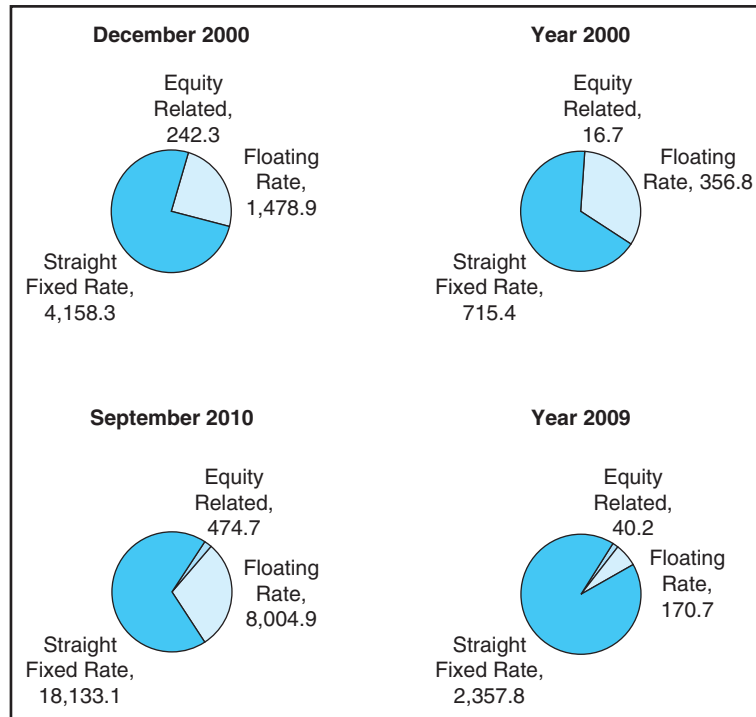 December 2000
Equity
Related,
242.3
Floating
Rate,
1,478.9
Straight
Fixed Rate,
4,158.3
Year 2000
Equity
Related,
16.7
Floating
Rate, 356.8
Straight
Fixed Rate,
715.4
September 2010
Equity
Related,
474.7
Floating
Rate,
8,004.9
Straight
Fixed Rate,
18,133.1
Year 2009
Equity
Related,
40.2
Floating
Rate,
170.7
Straight
Fixed Rate,
2,357.8